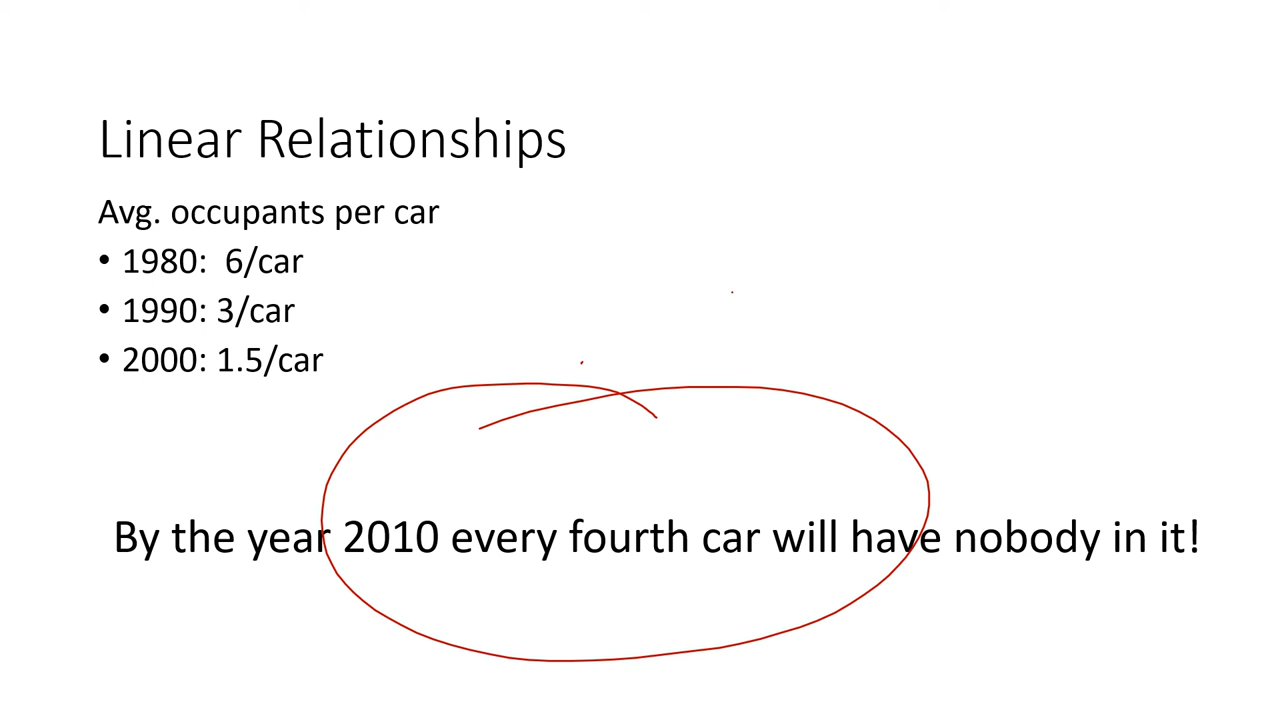 Linear Relationships
Avg. occupants per car
• 1980:  6/car
• 1990: 3/car
• 2000: 1.5/car
By the year 2010 every fourth car will have nobody in it!